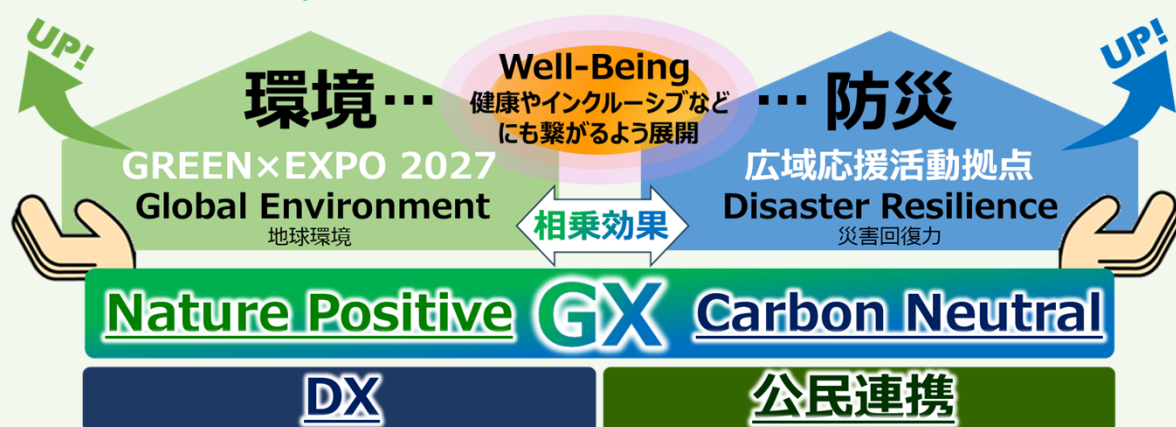 UP!
環境…
GREEN×EXPO 2027
Global Environment
地球環境
Well-Being
健康やインクルーシブなど
にも繋がるよう展開
相乗効果
UP!
…防災
広域応援活動拠点
Disaster Resilience
災害回復力
Nature Positive GX Carbon Neutral
DX
公民連携